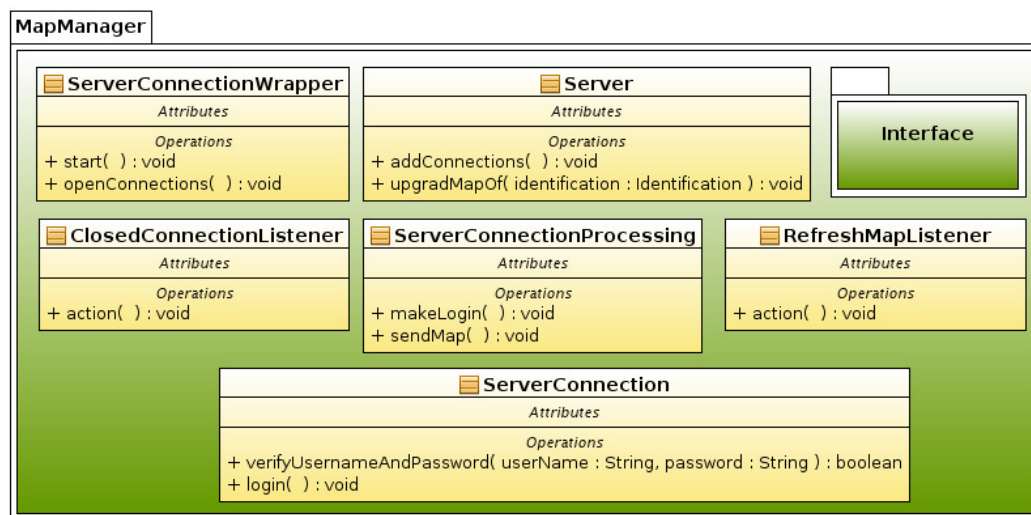 MapManager
ServerConnectionWrapper
Attributes
Operations
+ start( ) : void
+ openConnections( ) : void
Server
Attributes
Operations
+ addConnections( ) : void
+ upgradMapOf( identification : Identification ) : void
Interface
ClosedConnectionListener
Attributes
Operations
+ action( ) : void
ServerConnectionProcessing
Attributes
Operations
+ makeLogin( ) : void
+ sendMap( ) : void
RefreshMapListener
Attributes
Operations
+ action( ) : void
ServerConnection
Attributes
Operations
+ verifyUsernameAndPassword( userName : String, password : String ) : boolean
+ login( ) : void